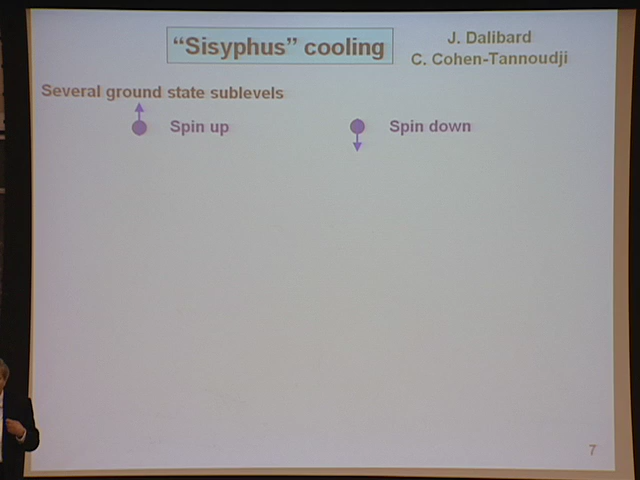 “Sisyphus” cooling
J. Dalibard
C. Cohen-Tannoudji
Several ground state sublevels
Spin up
Spin down
7